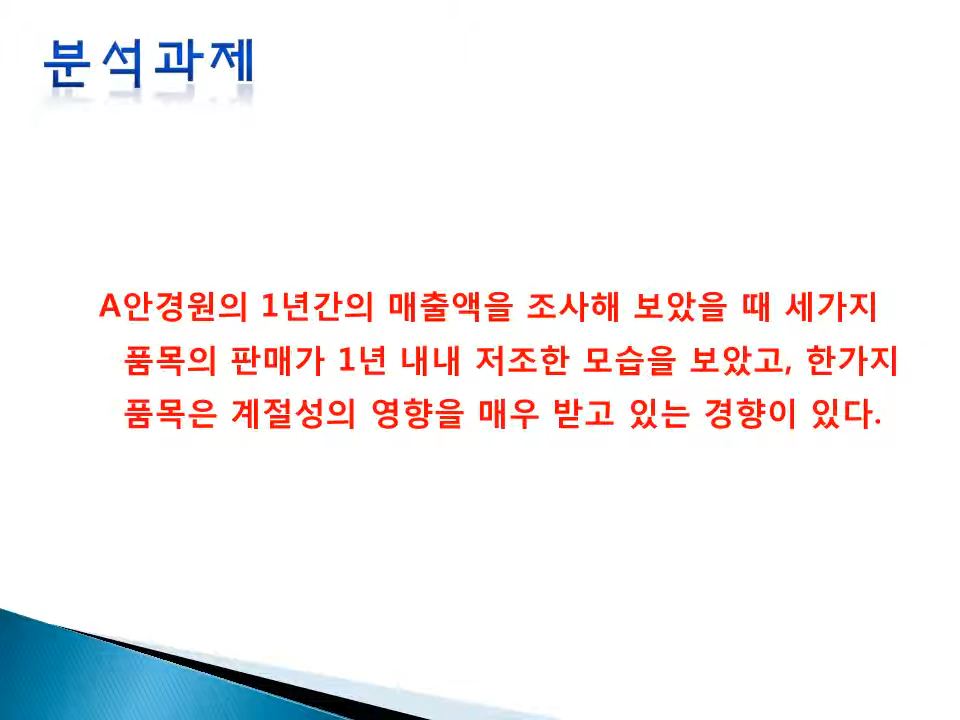 분석과제
A안경원의 1년간의 매출액을 조사해 보았을 때 세가지
품목의 판매가 1년 내내 저조한 모습을 보았고, 한가지
품목은 계절성의 영향을 매우 받고 있는 경향이 있다.